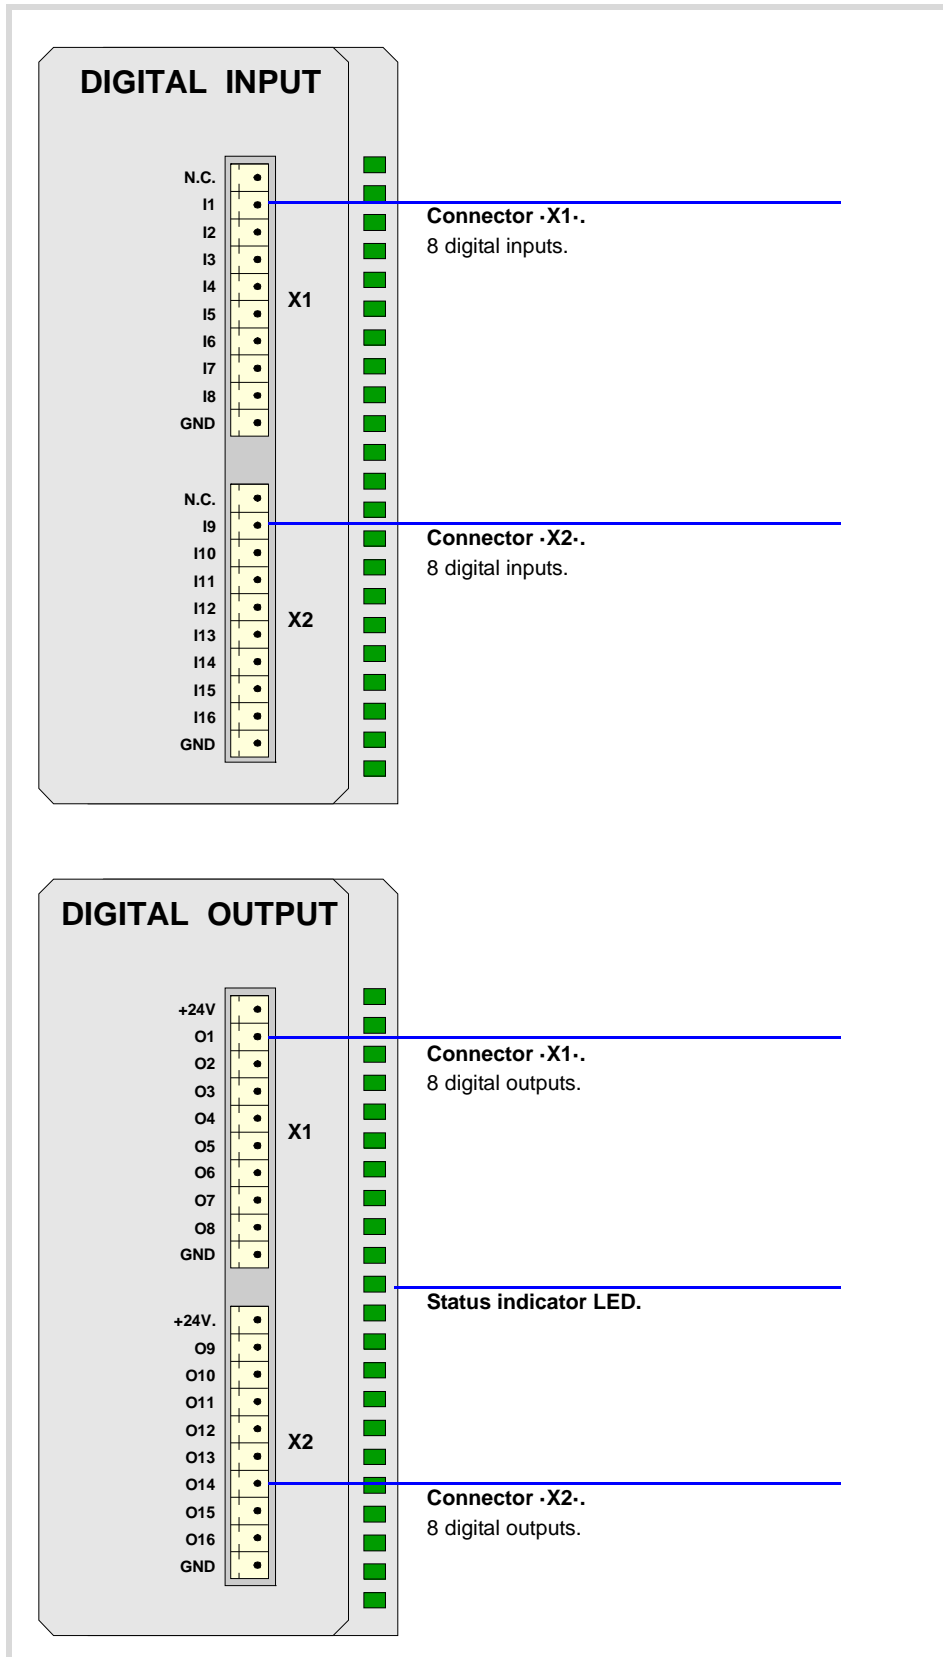 DIGITAL INPUT
N.C.
I1
I2
I3
I4
I5
I6
I7
I8
GND
X1
Connector ·X1·.
8 digital inputs.
N.C.
I9
I10
I11
I12
I13
I14
I15
I16
GND
X2
Connector ·X2·.
8 digital inputs.
DIGITAL OUTPUT
+24V
O1
O2
O3
O4
O5
O6
O7
O8
GND
X1
Connector ·X1·.
8 digital outputs.
Status indicator LED.
+24V.
O9
O10
O11
O12
O13
O14
O15
O16
GND
X2
Connector ·X2·.
8 digital outputs.